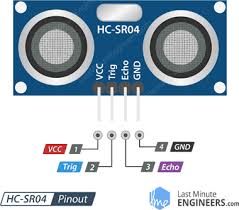 HC-SR04
VCC
Trig
Echo
GND
VCC 1
4 GND
Trig 2
3 Echo
HC-SR04 Pinout
Last Minute
ENGINEERS.com